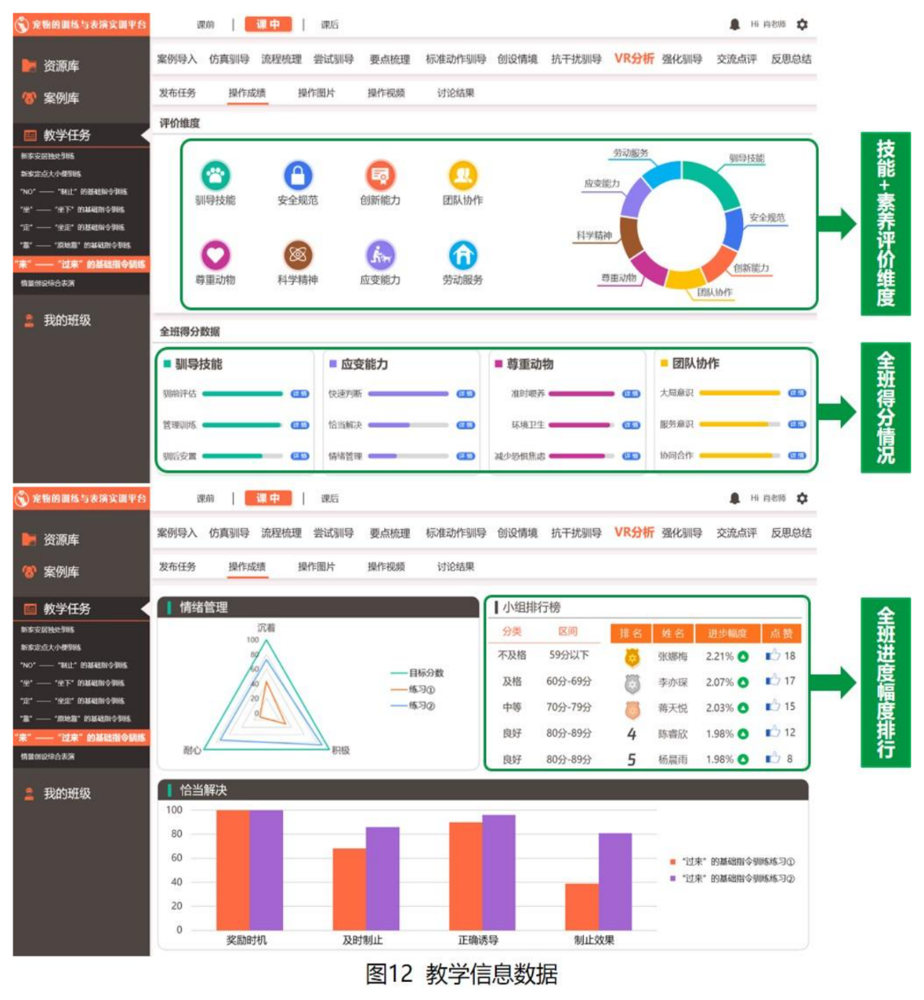 宠物的训练与表演实训平台
课前 | 课中 | 课后
Hi 肖老师
资源库
案例库
教学任务
新家安居独处训练
新家定点大小便训练
“NO” —— “制止” 的基础指令训练
“坐” —— “坐下” 的基础指令训练
“定” —— “坐定” 的基础指令训练
“靠” —— “原地靠” 的基础指令训练
“来” —— “过来” 的基础指令训练
情景创设综合表演
我的班级
案例导入 仿真驯导 流程梳理 尝试驯导 要点梳理 标准动作驯导 创设情境 抗干扰驯导 VR分析 强化驯导 交流点评 反思总结
发布任务 操作成绩 操作图片 操作视频 讨论结果
评价维度
驯导技能 安全规范 创新能力 团队协作
尊重动物 科学精神 应变能力 劳动服务
劳动服务 驯导技能
应变能力
安全规范
科学精神
创新能力
尊重动物
团队协作
技能+素养评价维度
全班得分数据
驯导技能
驯前评估 详情
管理训练 详情
驯后安置 详情
应变能力
快速判断 详情
恰当解决 详情
情绪管理 详情
尊重动物
准时喂养 详情
环境卫生 详情
减少恐惧焦虑 详情
团队协作
大局意识 详情
服务意识 详情
协同合作 详情
全班得分情况
宠物的训练与表演实训平台
课前 | 课中 | 课后
Hi 肖老师
资源库
案例库
教学任务
新家安居独处训练
新家定点大小便训练
“NO” —— “制止” 的基础指令训练
“坐” —— “坐下” 的基础指令训练
“定” —— “坐定” 的基础指令训练
“靠” —— “原地靠” 的基础指令训练
“来” —— “过来” 的基础指令训练
情景创设综合表演
我的班级
案例导入 仿真驯导 流程梳理 尝试驯导 要点梳理 标准动作驯导 创设情境 抗干扰驯导 VR分析 强化驯导 交流点评 反思总结
发布任务 操作成绩 操作图片 操作视频 讨论结果
情绪管理
沉着
100
80
60
40
20
0
耐心 积极
目标分数
练习①
练习②
小组排行榜
分类 区间 排名 姓名 进步幅度 点赞
不及格 59分以下 张娜梅 2.21% 18
及格 60分-69分 李亦琛 2.07% 17
中等 70分-79分 蒋天悦 2.03% 15
良好 80分-89分 4 陈睿欣 1.98% 12
良好 80分-89分 5 杨晨雨 1.98% 8
全班进度幅度排行
恰当解决
100
80
60
40
20
0
奖励时机 及时制止 正确诱导 制止效果
“过来” 的基础指令训练练习①
“过来” 的基础指令训练练习②
图12 教学信息数据